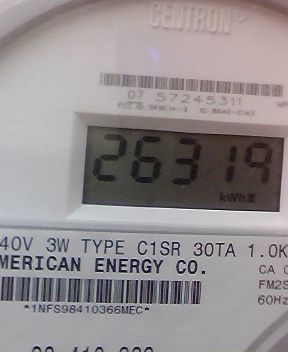 CENTRON
07 57245311
26319
kWh
40V 3W TYPE C1SR 30TA 1.0K
MERICAN ENERGY CO.
CA
FM2S
60Hz
*1NFS98410366MEC*